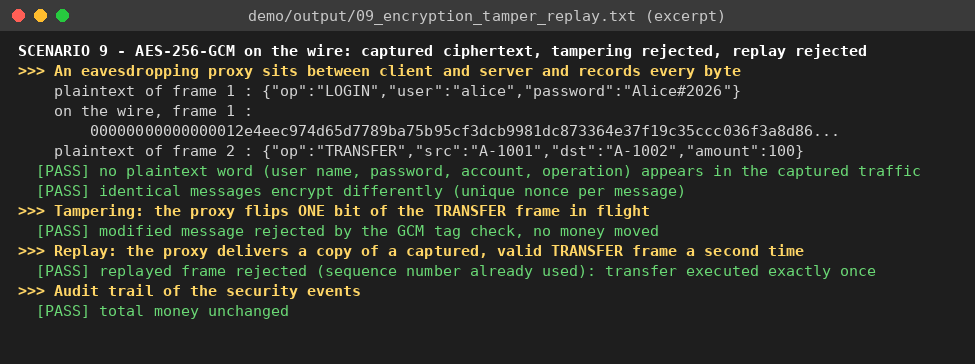 demo/output/09_encryption_tamper_replay.txt (excerpt)
SCENARIO 9 - AES-256-GCM on the wire: captured ciphertext, tampering rejected, replay rejected
>>> An eavesdropping proxy sits between client and server and records every byte
plaintext of frame 1 : {"op":"LOGIN","user":"alice","password":"Alice#2026"}
on the wire, frame 1 :
00000000000000012e4eec974d65d7789ba75b95cf3dcb9981dc873364e37f19c35ccc036f3a8d86...
plaintext of frame 2 : {"op":"TRANSFER","src":"A-1001","dst":"A-1002","amount":100}
[PASS] no plaintext word (user name, password, account, operation) appears in the captured traffic
[PASS] identical messages encrypt differently (unique nonce per message)
>>> Tampering: the proxy flips ONE bit of the TRANSFER frame in flight
[PASS] modified message rejected by the GCM tag check, no money moved
>>> Replay: the proxy delivers a copy of a captured, valid TRANSFER frame a second time
[PASS] replayed frame rejected (sequence number already used): transfer executed exactly once
>>> Audit trail of the security events
[PASS] total money unchanged